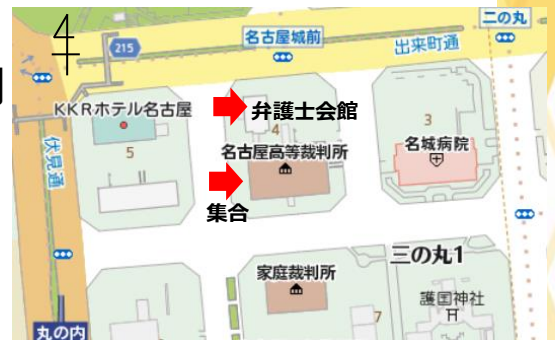 二の丸
215
名古屋城前
出来町通
KKRホテル名古屋
弁護士会館
3
4
5
名古屋高等裁判所
名城病院
伏見通
集合
三の丸1
家庭裁判所
護国神社
7
丸の内